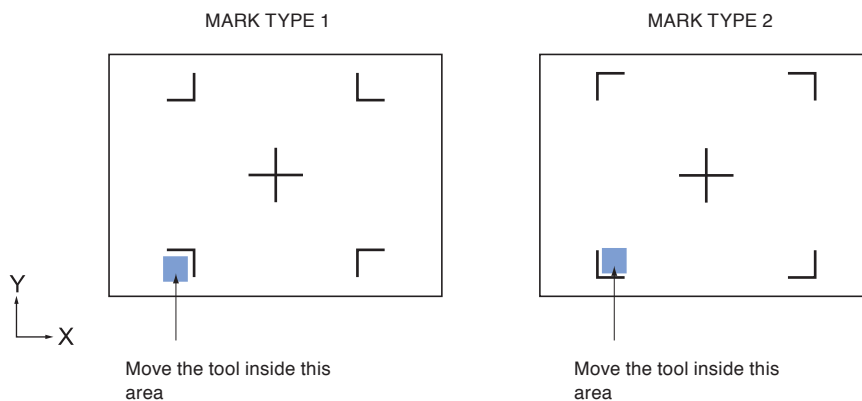 MARK TYPE 1
MARK TYPE 2
Y
X
Move the tool inside this
area
Move the tool inside this
area